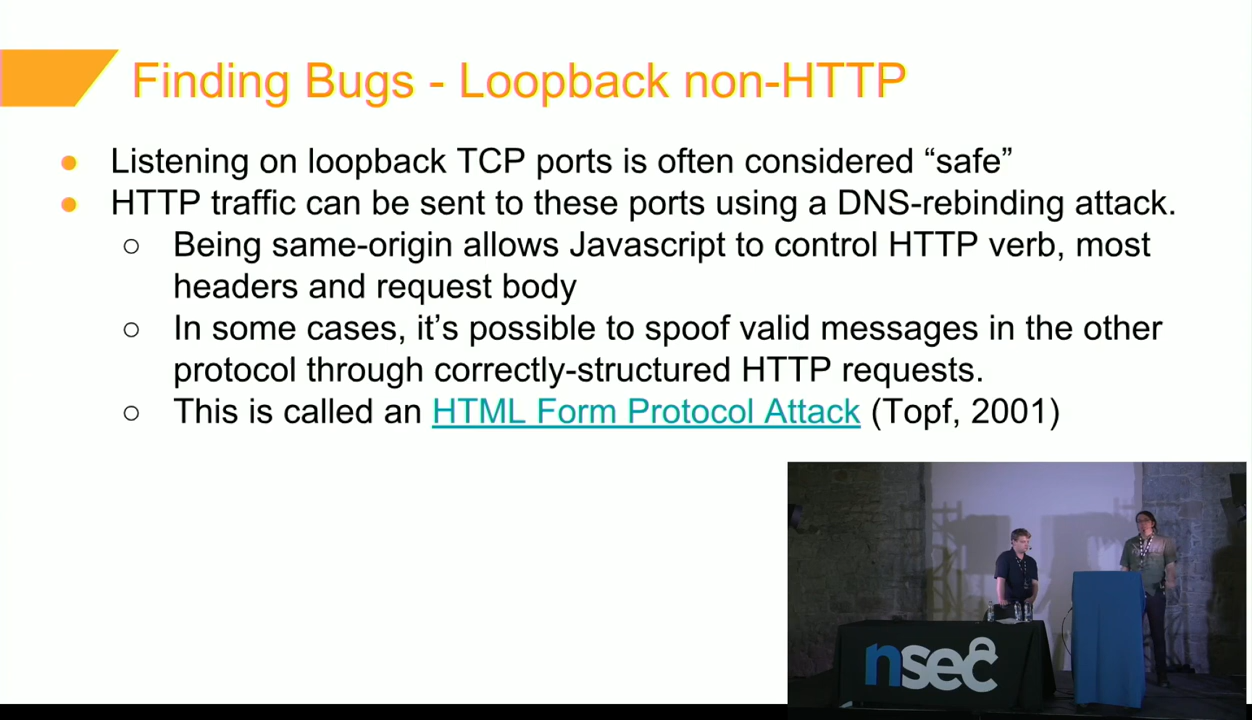 Finding Bugs - Loopback non-HTTP
● Listening on loopback TCP ports is often considered “safe”
● HTTP traffic can be sent to these ports using a DNS-rebinding attack.
○ Being same-origin allows Javascript to control HTTP verb, most
headers and request body
○ In some cases, it’s possible to spoof valid messages in the other
protocol through correctly-structured HTTP requests.
○ This is called an HTML Form Protocol Attack (Topf, 2001)
nsec